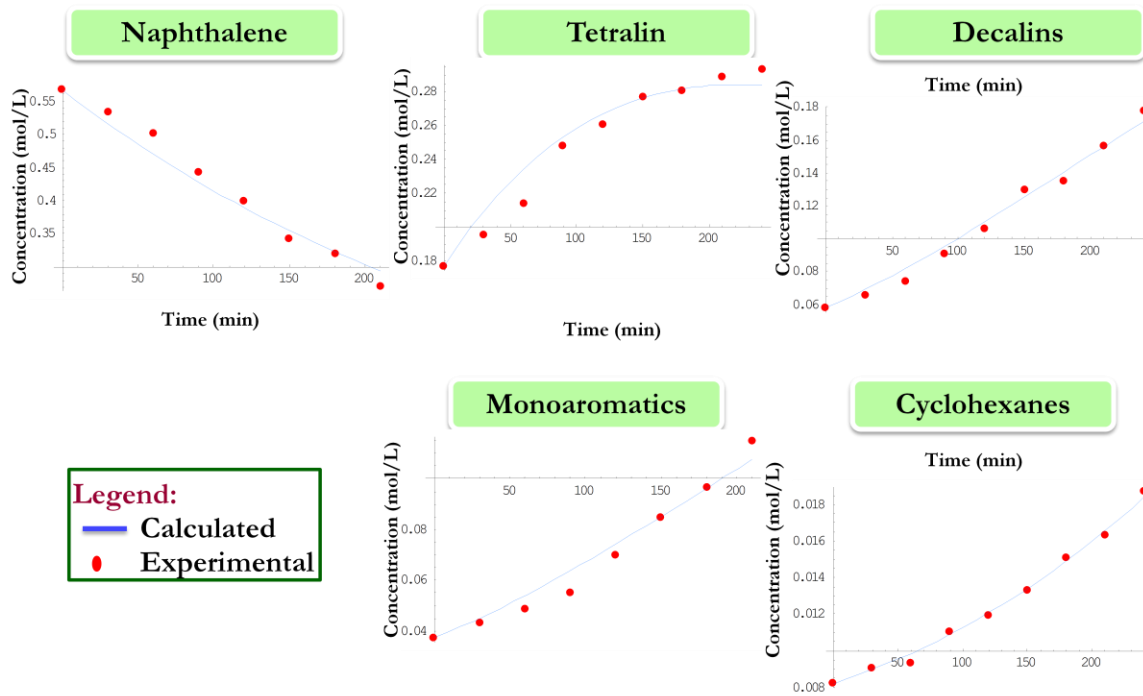 Naphthalene
Concentration (mol/L)
0.55
0.5
0.45
0.4
0.35
50
100
150
200
Time (min)
Tetralin
Concentration (mol/L)
0.28
0.26
0.24
0.22
0.18
50
100
150
200
Time (min)
Decalins
Time (min)
Concentration (mol/L)
0.18
0.16
0.14
0.12
0.08
0.06
50
100
150
200
Legend:
Calculated
Experimental
Monoaromatics
Concentration (mol/L)
50
100
150
200
0.08
0.06
0.04
Cyclohexanes
Time (min)
Concentration (mol/L)
0.018
0.016
0.014
0.012
0.008
50
100
150
200